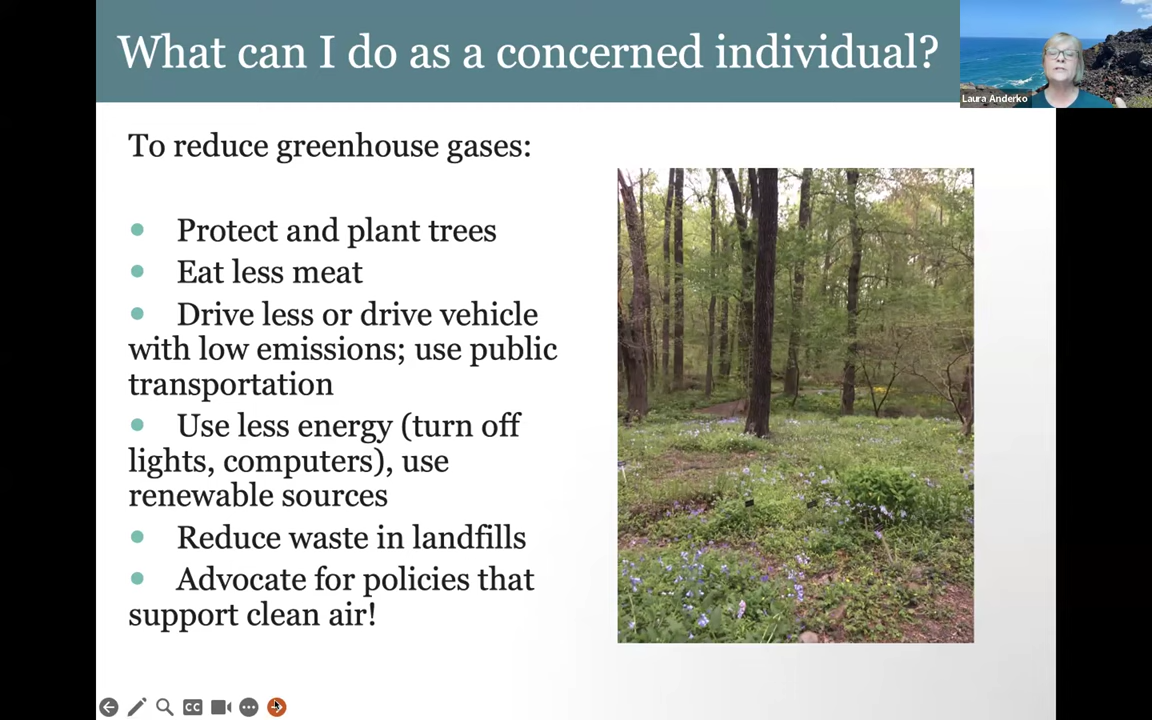 What can I do as a concerned individual?
Laura Anderko
To reduce greenhouse gases:
• Protect and plant trees
• Eat less meat
• Drive less or drive vehicle
with low emissions; use public
transportation
• Use less energy (turn off
lights, computers), use
renewable sources
• Reduce waste in landfills
• Advocate for policies that
support clean air!
CC